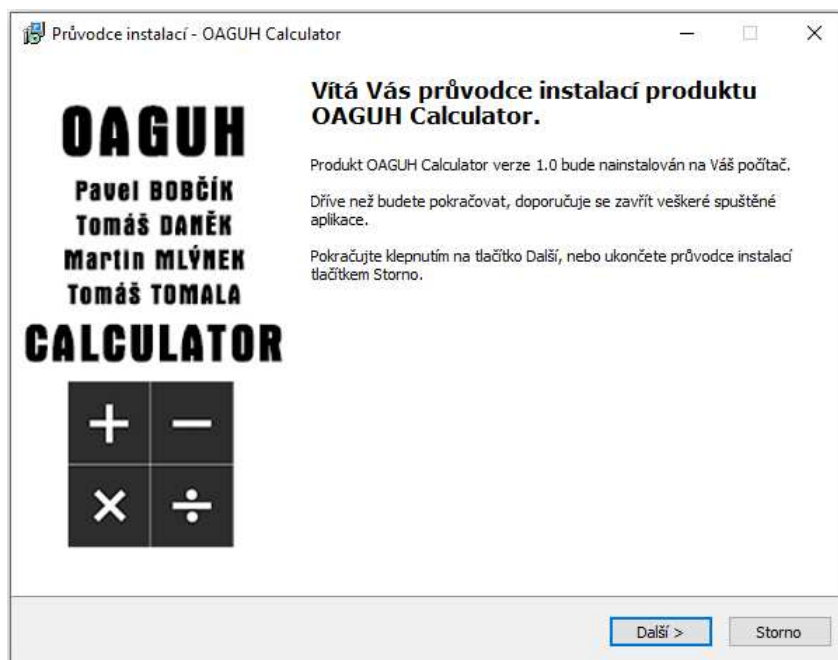 Průvodce instalací - OAGUH Calculator
OAGUH
Pavel BOBČÍK
Tomáš DANĚK
Martin MLÝNEK
Tomáš TOMALA
CALCULATOR
+ −
× ÷
Vítá Vás průvodce instalací produktu
OAGUH Calculator.
Produkt OAGUH Calculator verze 1.0 bude nainstalován na Váš počítač.
Dříve než budete pokračovat, doporučuje se zavřít veškeré spuštěné
aplikace.
Pokračujte klepnutím na tlačítko Další, nebo ukončete průvodce instalací
tlačítkem Storno.
Další >
Storno